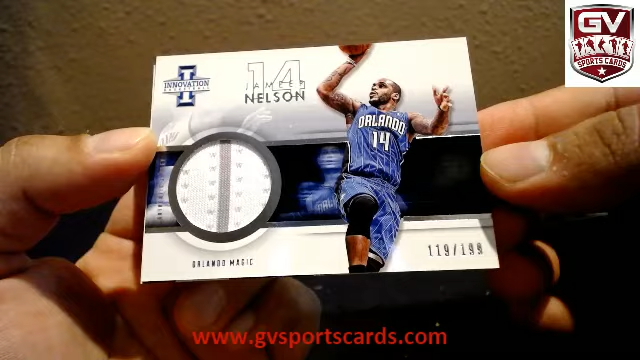 GV
SPORTS CARDS
INNOVATION
14
JAMEER
NELSON
ORLANDO
14
ORLANDO MAGIC
119/199
www.gvsportscards.com